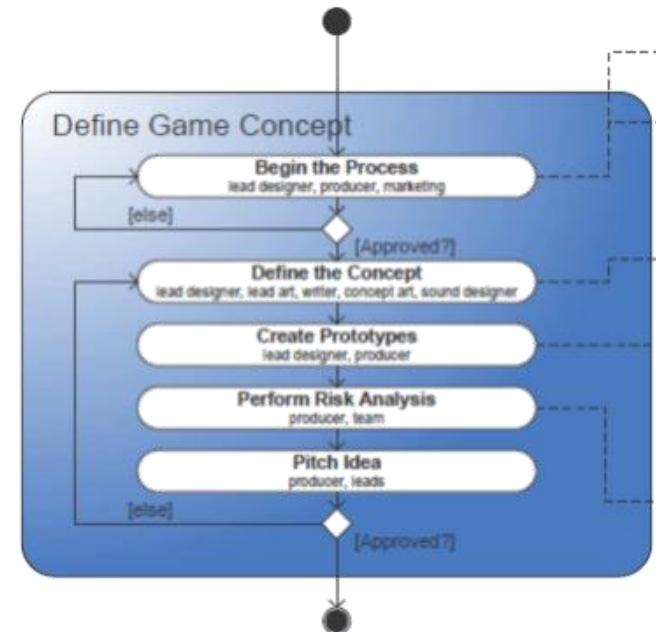 Define Game Concept
Begin the Process
lead designer, producer, marketing
[else]
[Approved?]
Define the Concept
lead designer, lead art, writer, concept art, sound designer
Create Prototypes
lead designer, producer
Perform Risk Analysis
producer, team
Pitch Idea
producer, leads
[else]
[Approved?]